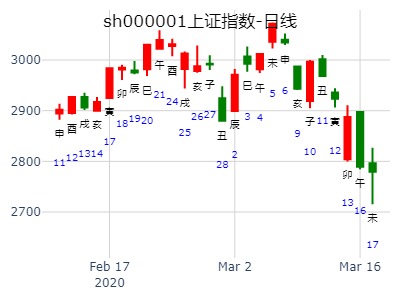 sh000001上证指数-日线
3000
2900
2800
2700
申 酉 戌 亥 寅 卯 辰 巳 午 酉 戌 亥 子 丑 辰 巳 午 未 申 亥 子 丑 寅 卯 午 未
11 12 13 14 17 18 19 20 21 24 25 26 27 28 2 3 4 5 6 9 10 11 12 13 16 17
Feb 17 Mar 2 Mar 16
2020